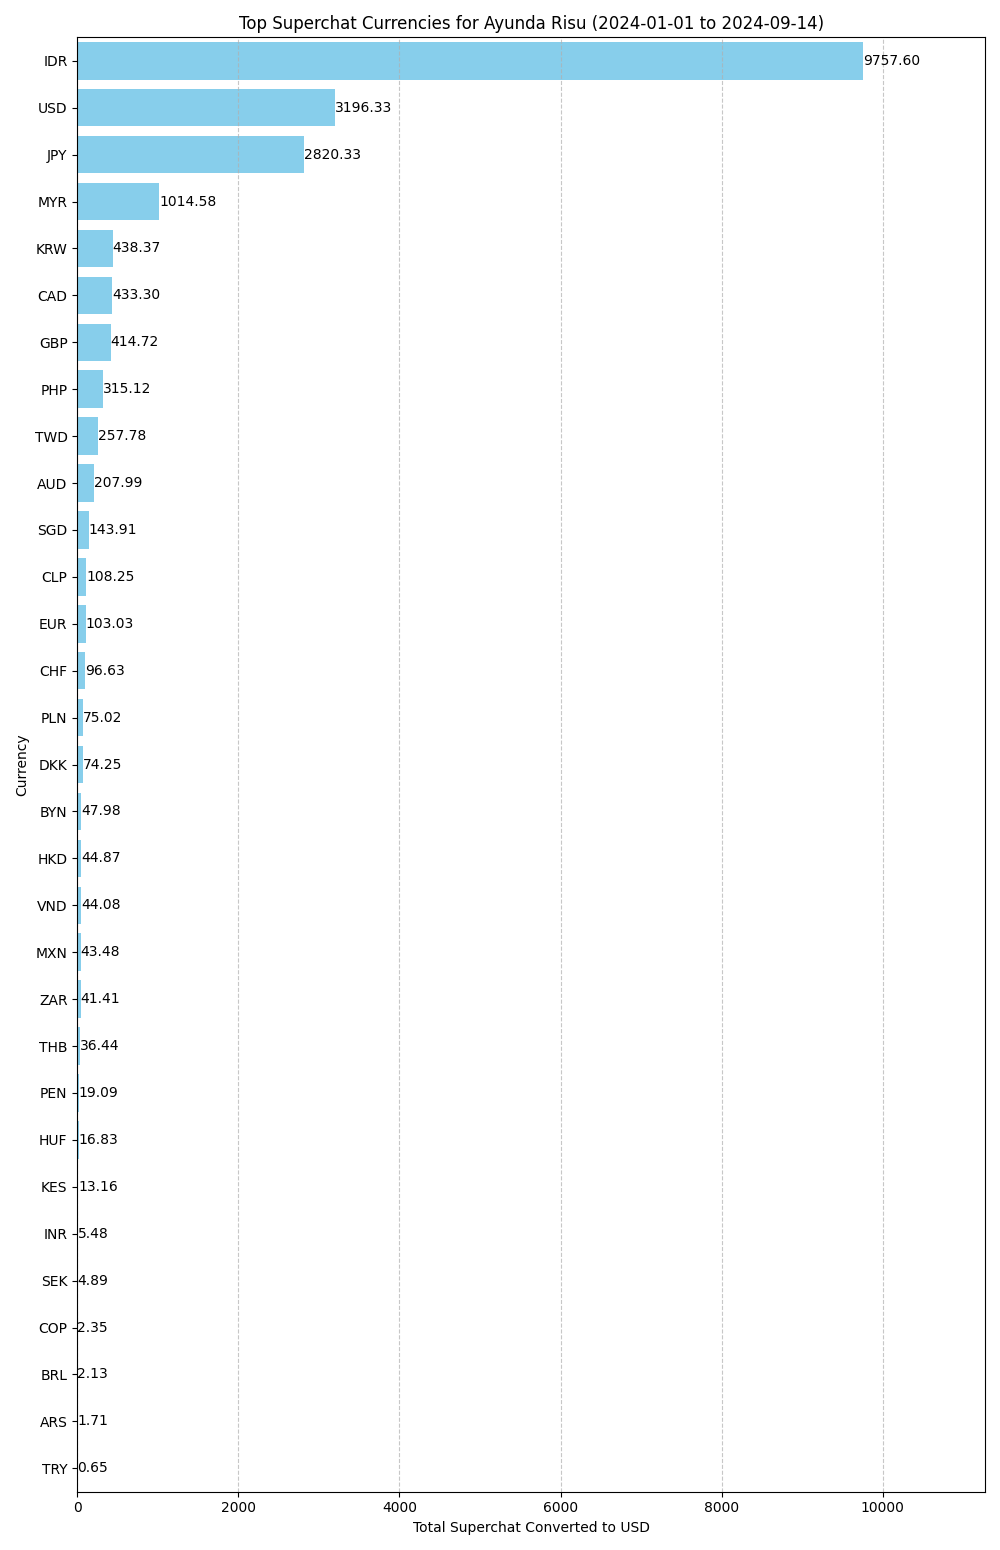 Top Superchat Currencies for Ayunda Risu (2024-01-01 to 2024-09-14)
IDR 9757.60
USD 3196.33
JPY 2820.33
MYR 1014.58
KRW 438.37
CAD 433.30
GBP 414.72
PHP 315.12
TWD 257.78
AUD 207.99
SGD 143.91
CLP 108.25
EUR 103.03
CHF 96.63
PLN 75.02
DKK 74.25
BYN 47.98
HKD 44.87
VND 44.08
MXN 43.48
ZAR 41.41
THB 36.44
PEN 19.09
HUF 16.83
KES 13.16
INR 5.48
SEK 4.89
COP 2.35
BRL 2.13
ARS 1.71
TRY 0.65
Currency
0 2000 4000 6000 8000 10000
Total Superchat Converted to USD